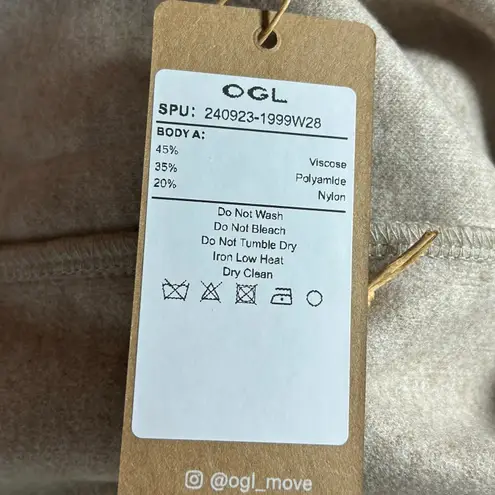 OGL
SPU: 240923-1999W28
BODY A:
45% Viscose
35% Polyamide
20% Nylon
Do Not Wash
Do Not Bleach
Do Not Tumble Dry
Iron Low Heat
Dry Clean
@ogl_move